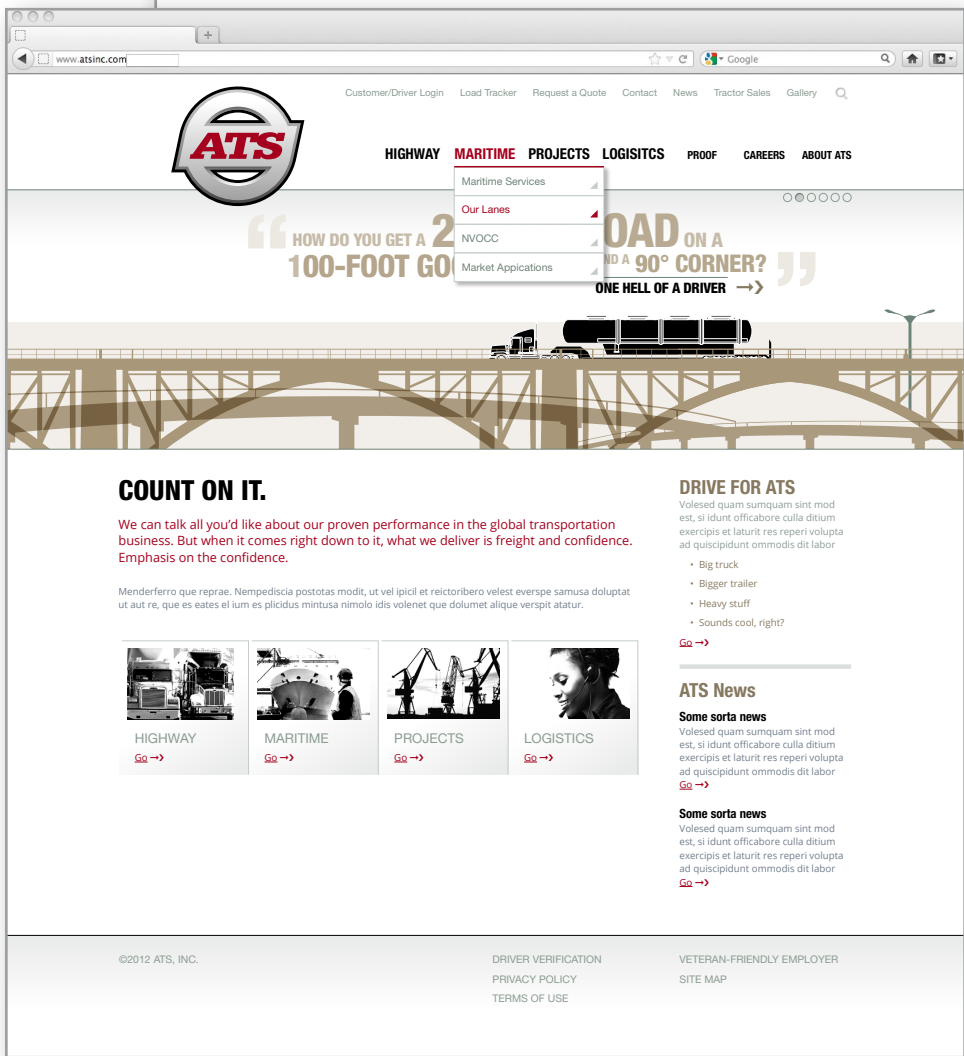 www.atsinc.com
Google
Customer/Driver Login Load Tracker Request a Quote Contact News Tractor Sales Gallery
ATS
HIGHWAY MARITIME PROJECTS LOGISITCS PROOF CAREERS ABOUT ATS
Maritime Services
Our Lanes
NVOCC
Market Appications
“ HOW DO YOU GET A 2 OAD ON A
100-FOOT GO ND A 90° CORNER? ”
ONE HELL OF A DRIVER
COUNT ON IT.
We can talk all you’d like about our proven performance in the global transportation
business. But when it comes right down to it, what we deliver is freight and confidence.
Emphasis on the confidence.
Menderferro que reprae. Nempediscia postotas modit, ut vel ipicil et reictoribero velest everspe samusa doluptat
ut aut re, que es eates el ium es plicidus mintusa nimolo idis volenet que dolumet alique verspit atatur.
HIGHWAY
Go
MARITIME
Go
PROJECTS
Go
LOGISTICS
Go
DRIVE FOR ATS
Volesed quam sumquam sint mod
est, si idunt officabore culla ditium
exercipis et laturit res reperi volupta
ad quiscipidunt ommodis dit labor
• Big truck
• Bigger trailer
• Heavy stuff
• Sounds cool, right?
Go
ATS News
Some sorta news
Volesed quam sumquam sint mod
est, si idunt officabore culla ditium
exercipis et laturit res reperi volupta
ad quiscipidunt ommodis dit labor
Go
Some sorta news
Volesed quam sumquam sint mod
est, si idunt officabore culla ditium
exercipis et laturit res reperi volupta
ad quiscipidunt ommodis dit labor
Go
©2012 ATS, INC.
DRIVER VERIFICATION
PRIVACY POLICY
TERMS OF USE
VETERAN-FRIENDLY EMPLOYER
SITE MAP